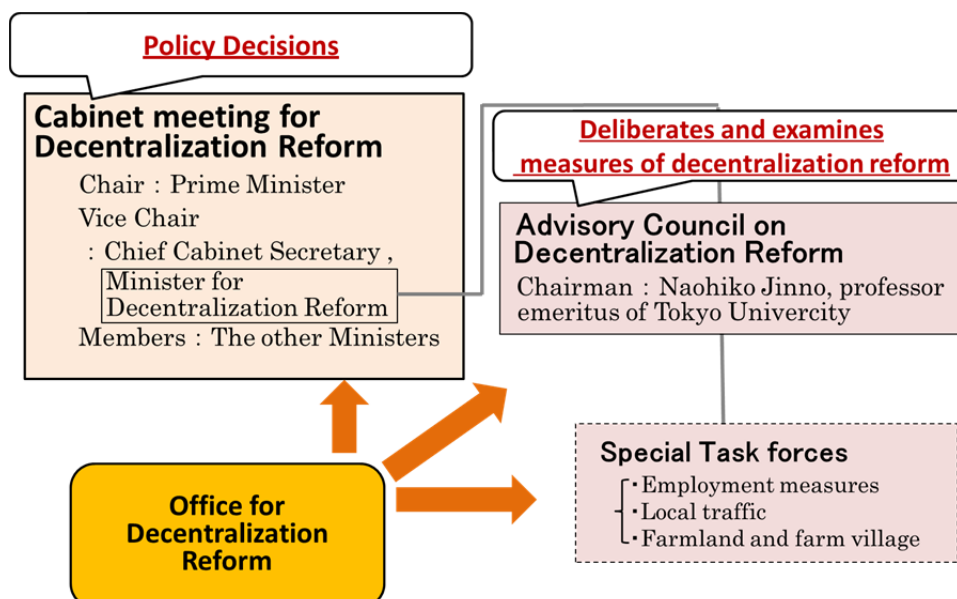 Policy Decisions
Cabinet meeting for
Decentralization Reform
Chair : Prime Minister
Vice Chair
: Chief Cabinet Secretary ,
Minister for
Decentralization Reform
Members : The other Ministers
Deliberates and examines
measures of decentralization reform
Advisory Council on
Decentralization Reform
Chairman : Naohiko Jinno, professor
emeritus of Tokyo Univercity
Special Task forces
・Employment measures
・Local traffic
・Farmland and farm village
Office for
Decentralization
Reform